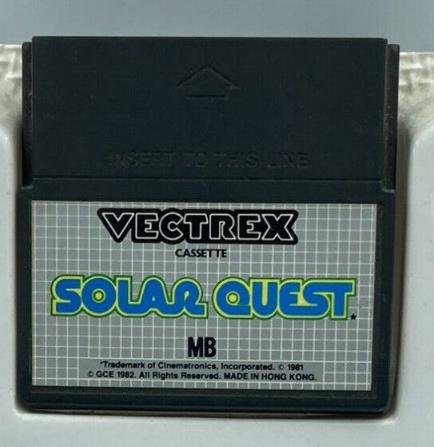 INSERT TO THIS LINE
VECTREX
CASSETTE
SOLAR QUEST★
MB
*Trademark of Cinematronics, Incorporated. © 1981
© GCE 1982. All Rights Reserved. MADE IN HONG KONG.